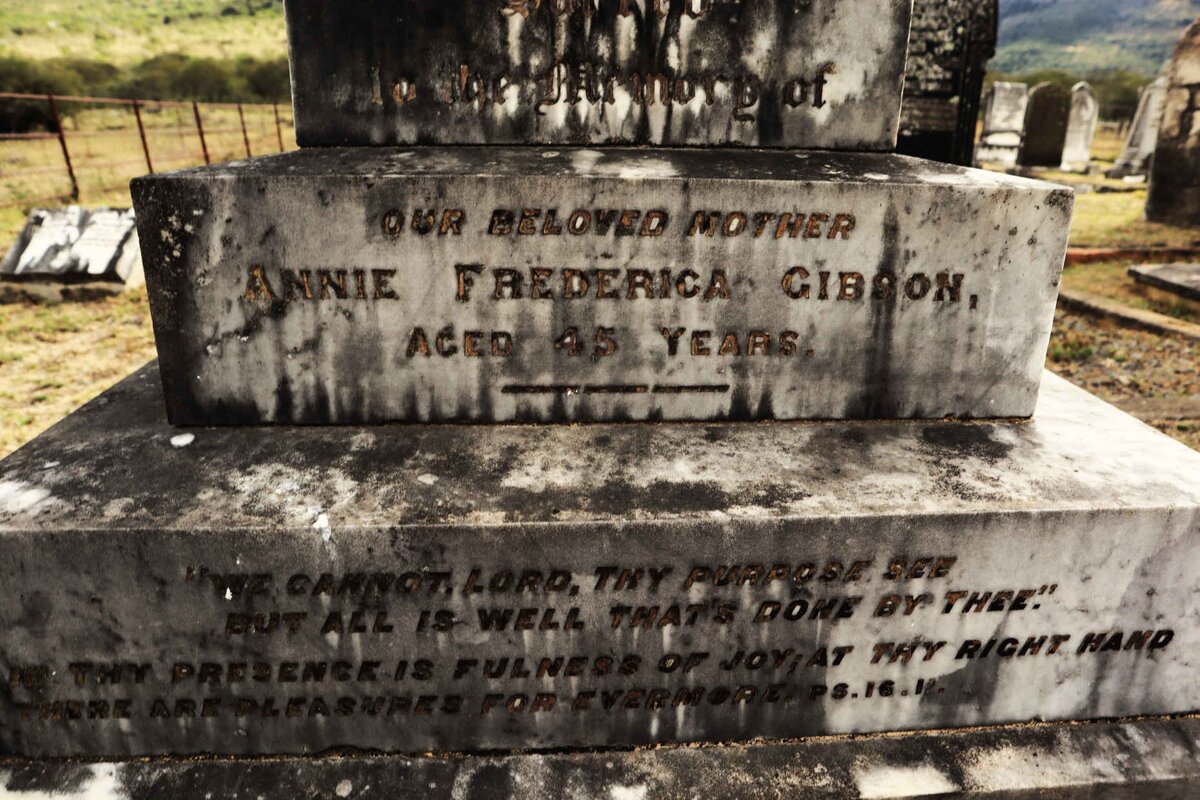 to the Memory of
OUR BELOVED MOTHER
ANNIE FREDERICA GIBSON,
AGED 45 YEARS.
"WE CANNOT, LORD, THY PURPOSE SEE
BUT ALL IS WELL THAT'S DONE BY THEE."
IN THY PRESENCE IS FULNESS OF JOY; AT THY RIGHT HAND
THERE ARE PLEASURES FOR EVERMORE. PS.16.11.